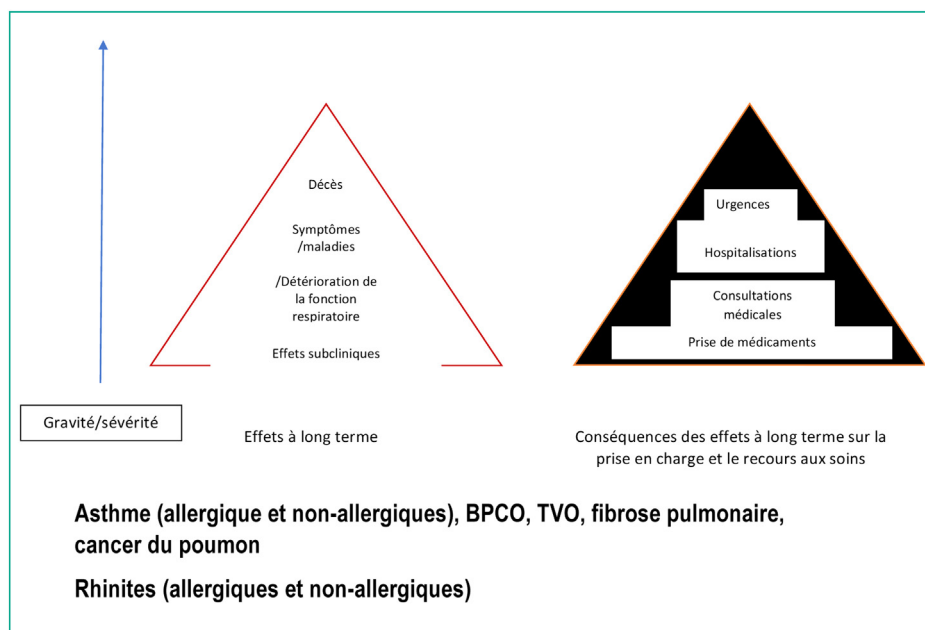 Décès
Symptômes
/maladies
/Détérioration de
la fonction
respiratoire
Effets subcliniques
Urgences
Hospitalisations
Consultations
médicales
Prise de médicaments
Gravité/sévérité
Effets à long terme
Conséquences des effets à long terme sur la
prise en charge et le recours aux soins
Asthme (allergique et non-allergiques), BPCO, TVO, fibrose pulmonaire,
cancer du poumon
Rhinites (allergiques et non-allergiques)